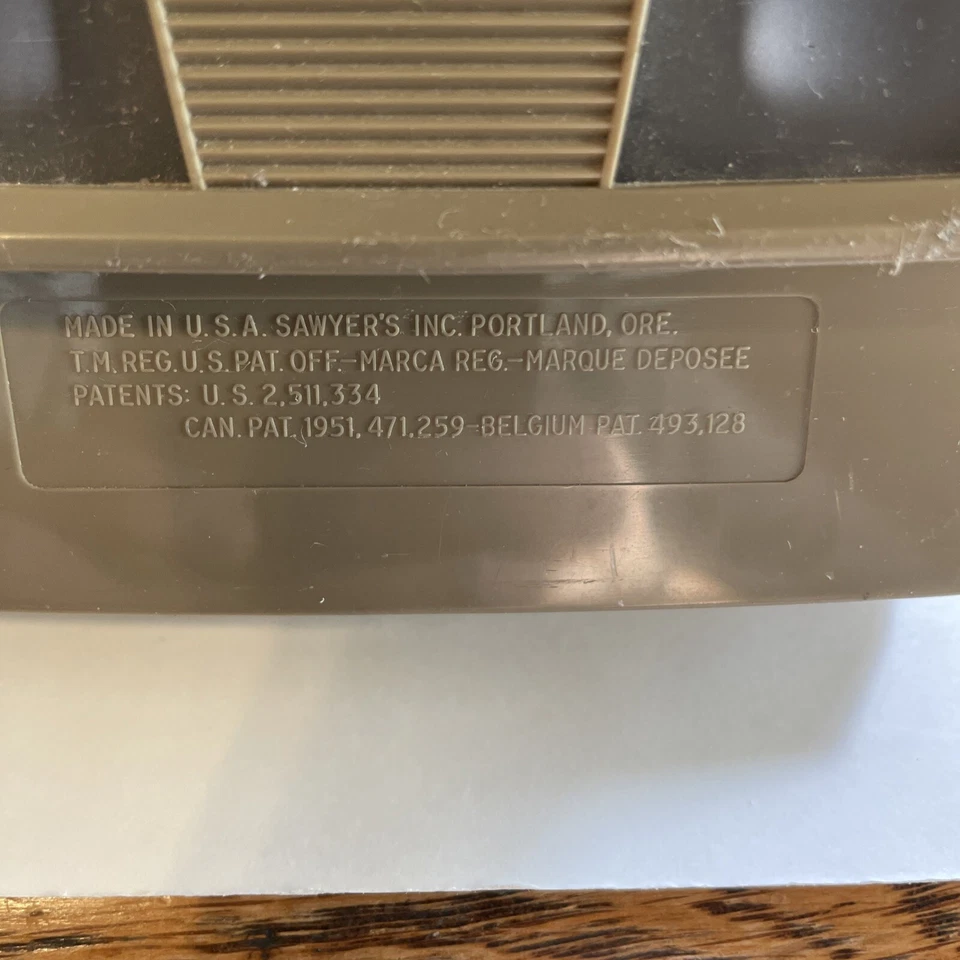 MADE IN U.S.A. SAWYER'S INC. PORTLAND, ORE.
T.M. REG. U.S. PAT. OFF.-MARCA REG.-MARQUE DEPOSEE
PATENTS: U.S. 2,511,334
CAN. PAT. 1951, 471,259-BELGIUM PAT. 493,128